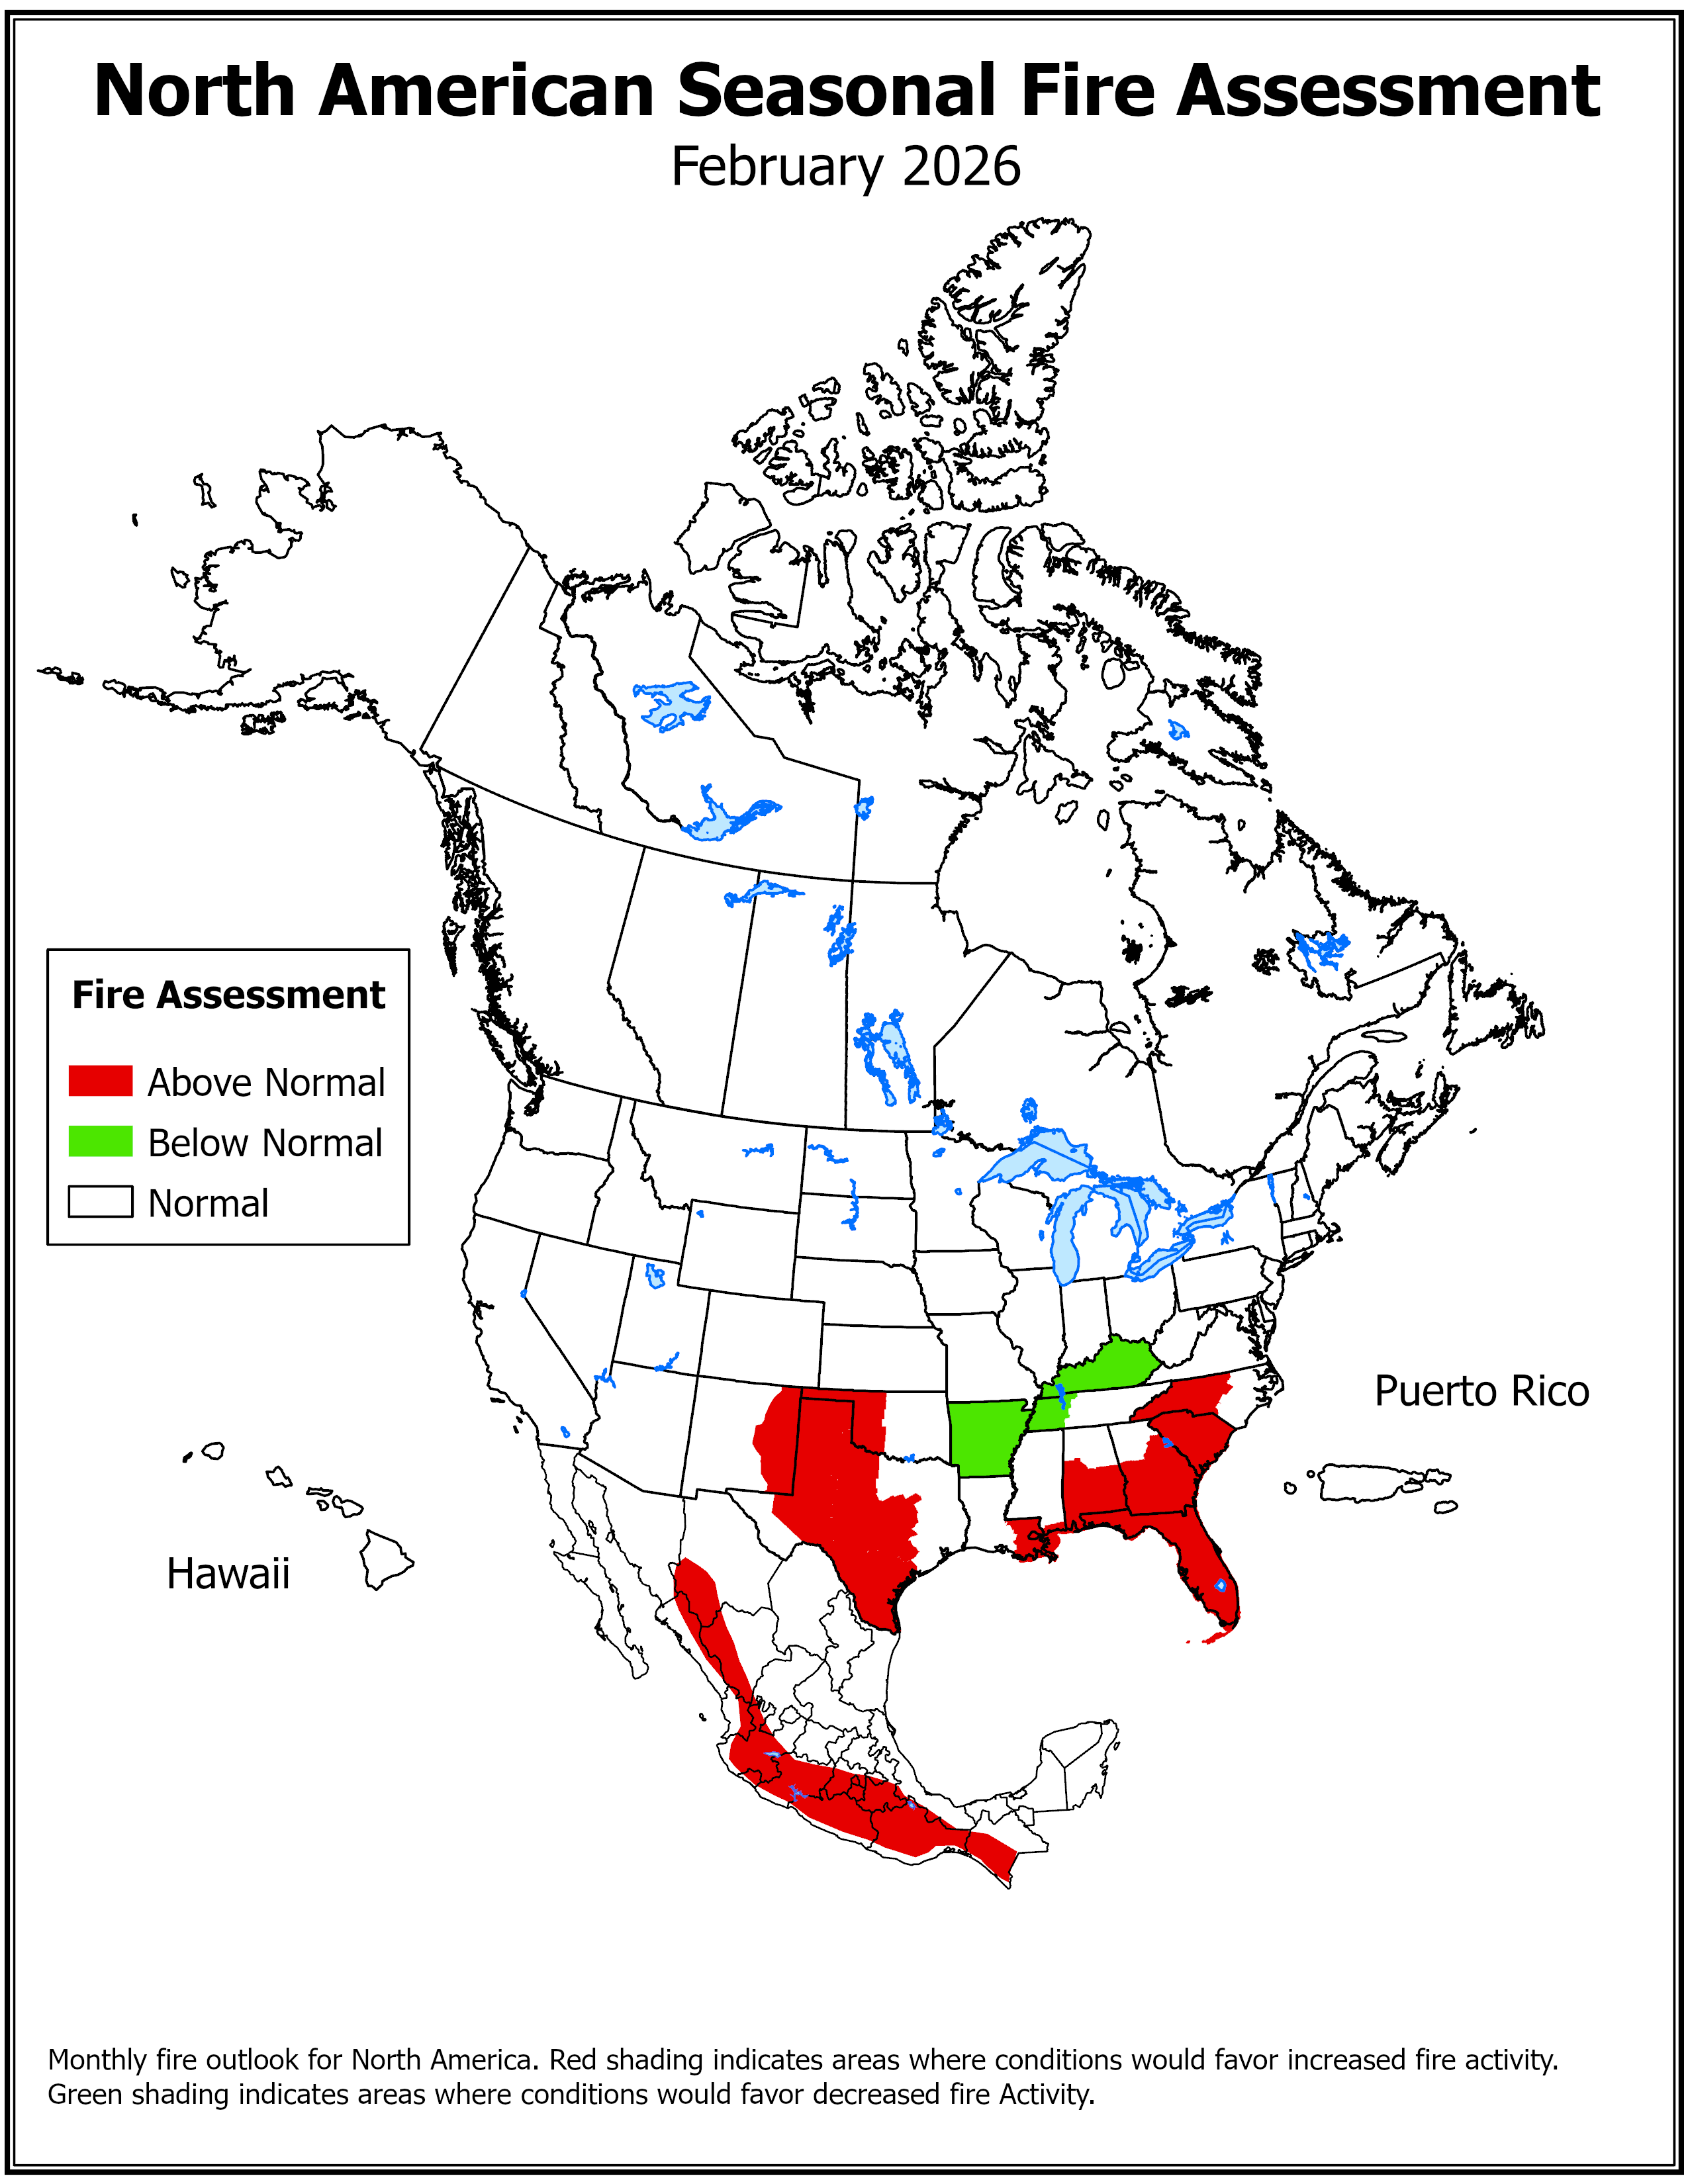 North American Seasonal Fire Assessment
February 2026
Fire Assessment
Above Normal
Below Normal
Normal
Puerto Rico
Hawaii
Monthly fire outlook for North America. Red shading indicates areas where conditions would favor increased fire activity.
Green shading indicates areas where conditions would favor decreased fire Activity.